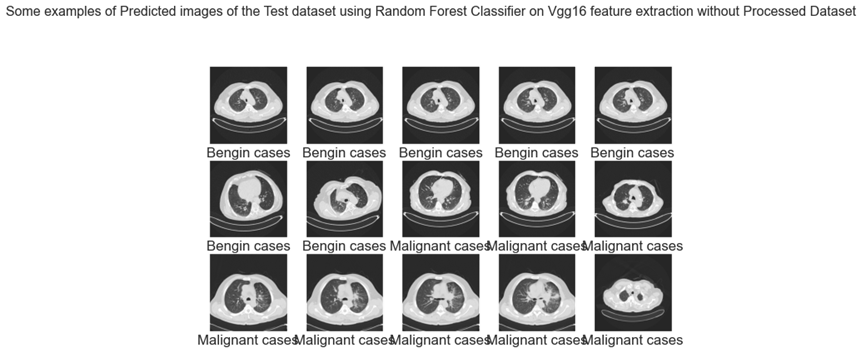 Some examples of Predicted images of the Test dataset using Random Forest Classifier on Vgg16 feature extraction without Processed Dataset
Bengin cases Bengin cases Bengin cases Bengin cases Bengin cases
Bengin cases Bengin cases Malignant cases Malignant cases Malignant cases
Malignant cases Malignant cases Malignant cases Malignant cases Malignant cases